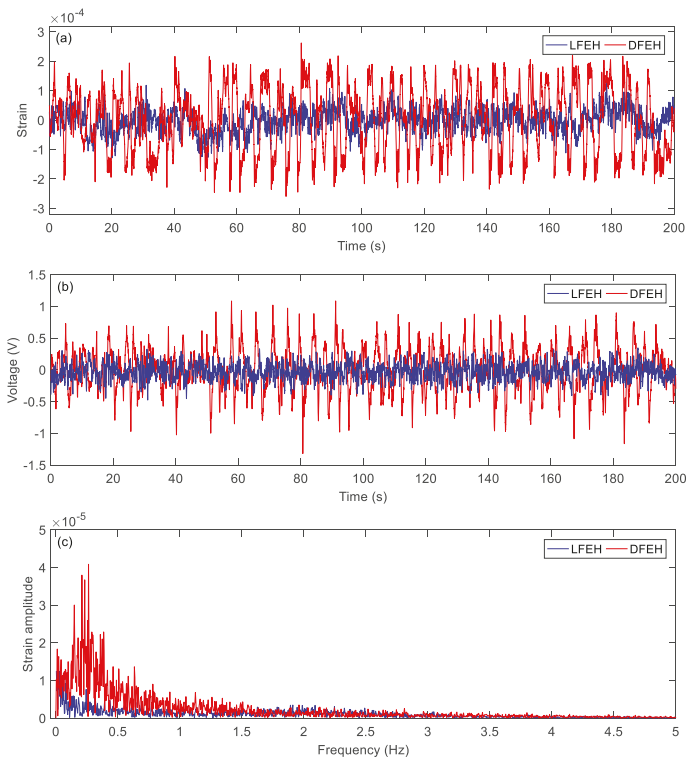 ×10⁻⁴
(a)
LFEH DFEH
3
2
1
0
-1
-2
-3
Strain
0 20 40 60 80 100 120 140 160 180 200
Time (s)
(b)
LFEH DFEH
1.5
1
0.5
0
-0.5
-1
-1.5
Voltage (V)
0 20 40 60 80 100 120 140 160 180 200
Time (s)
×10⁻⁵
(c)
LFEH DFEH
5
4
3
2
1
0
Strain amplitude
0 0.5 1 1.5 2 2.5 3 3.5 4 4.5 5
Frequency (Hz)